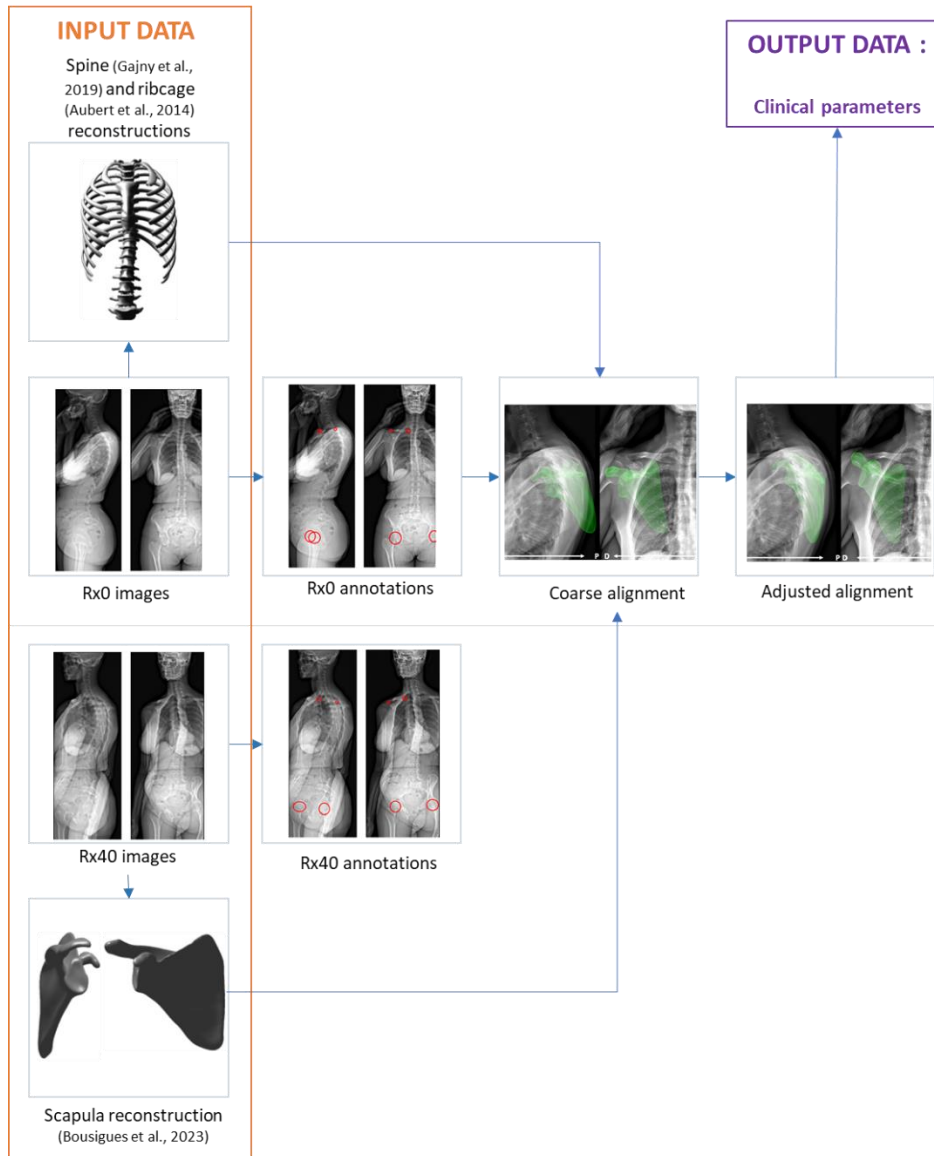 INPUT DATA
Spine (Gajny et al.,
2019) and ribcage
(Aubert et al., 2014)
reconstructions
OUTPUT DATA :
Clinical parameters
Rx0 images
Rx0 annotations
P D
Coarse alignment
P D
Adjusted alignment
Rx40 images
Rx40 annotations
Scapula reconstruction
(Bousigues et al., 2023)